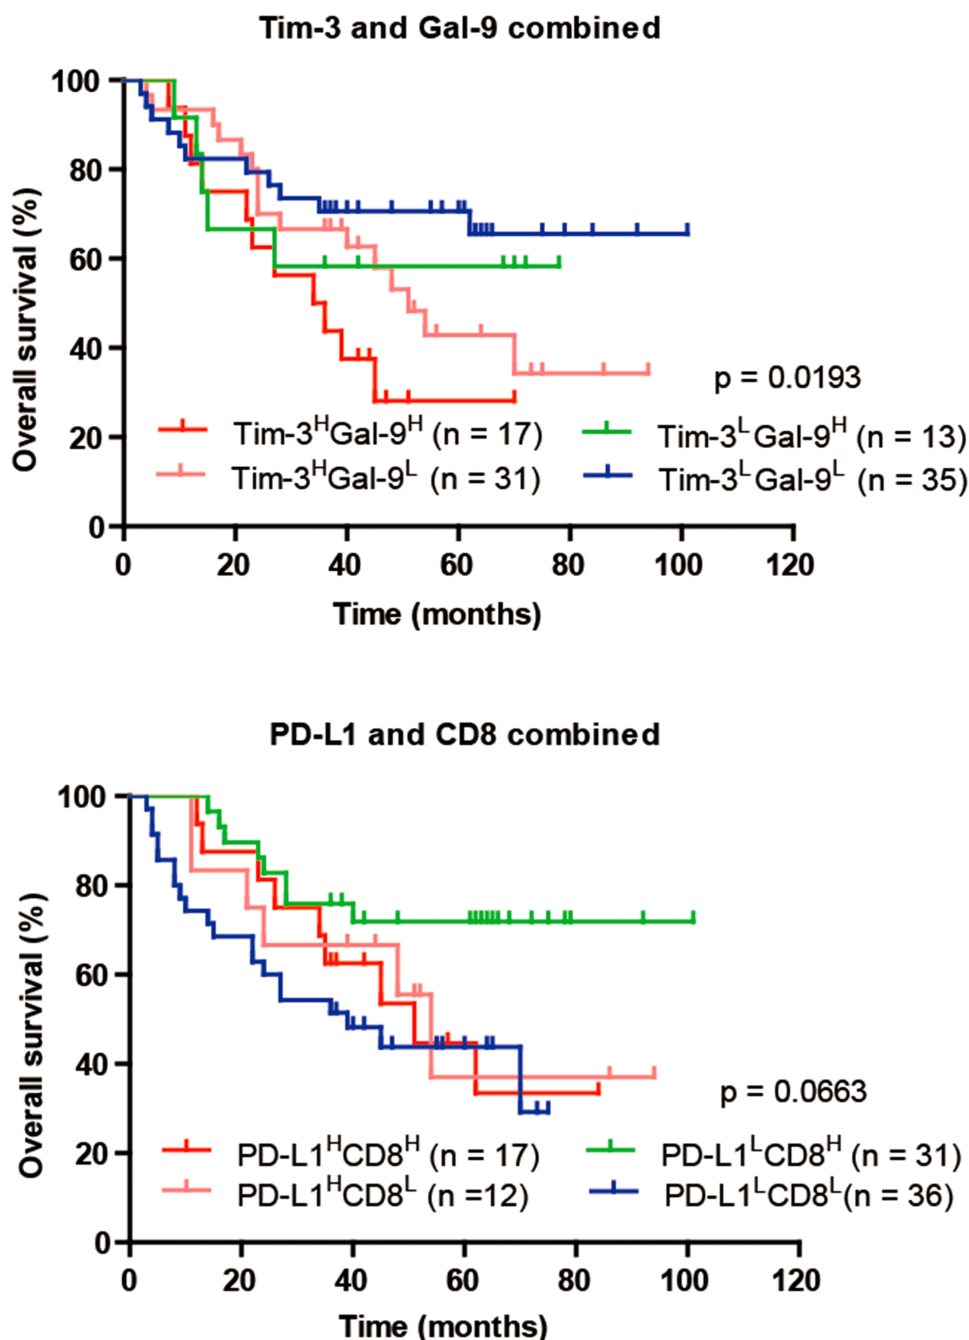 Tim-3 and Gal-9 combined
100
80
60
40
20
0
Overall survival (%)
p = 0.0193
Tim-3ᴴGal-9ᴴ (n = 17)
Tim-3ᴸGal-9ᴴ (n = 13)
Tim-3ᴴGal-9ᴸ (n = 31)
Tim-3ᴸGal-9ᴸ (n = 35)
0 20 40 60 80 100 120
Time (months)
PD-L1 and CD8 combined
100
80
60
40
20
0
Overall survival (%)
p = 0.0663
PD-L1ᴴCD8ᴴ (n = 17)
PD-L1ᴸCD8ᴴ (n = 31)
PD-L1ᴴCD8ᴸ (n =12)
PD-L1ᴸCD8ᴸ(n = 36)
0 20 40 60 80 100 120
Time (months)